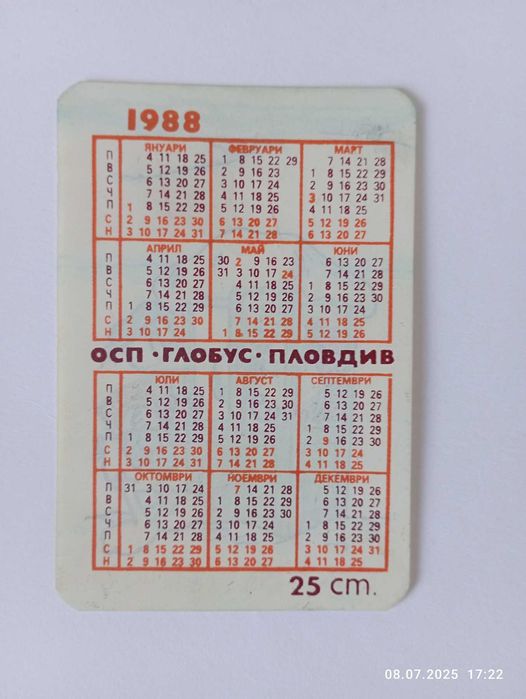 1988
ЯНУАРИ ФЕВРУАРИ МАРТ
П 4 11 18 25 1 8 15 22 29 7 14 21 28
В 5 12 19 26 2 9 16 23 1 8 15 22 29
С 6 13 20 27 3 10 17 24 2 9 16 23 30
Ч 7 14 21 28 4 11 18 25 3 10 17 24 31
П 1 8 15 22 29 5 12 19 26 4 11 18 25
С 2 9 16 23 30 6 13 20 27 5 12 19 26
Н 3 10 17 24 31 7 14 21 28 6 13 20 27
АПРИЛ МАЙ ЮНИ
П 4 11 18 25 30 2 9 16 23 6 13 20 27
В 5 12 19 26 31 3 10 17 24 7 14 21 28
С 6 13 20 27 4 11 18 25 1 8 15 22 29
Ч 7 14 21 28 5 12 19 26 2 9 16 23 30
П 1 8 15 22 29 6 13 20 27 3 10 17 24
С 2 9 16 23 30 7 14 21 28 4 11 18 25
Н 3 10 17 24 1 8 15 22 29 5 12 19 26
ОСП · ГЛОБУС · ПЛОВДИВ
ЮЛИ АВГУСТ СЕПТЕМВРИ
П 4 11 18 25 1 8 15 22 29 5 12 19 26
В 5 12 19 26 2 9 16 23 30 6 13 20 27
С 6 13 20 27 3 10 17 24 31 7 14 21 28
Ч 7 14 21 28 4 11 18 25 1 8 15 22 29
П 1 8 15 22 29 5 12 19 26 2 9 16 23 30
С 2 9 16 23 30 6 13 20 27 3 10 17 24
Н 3 10 17 24 31 7 14 21 28 4 11 18 25
ОКТОМВРИ НОЕМВРИ ДЕКЕМВРИ
П 31 3 10 17 24 7 14 21 28 5 12 19 26
В 4 11 18 25 1 8 15 22 29 6 13 20 27
С 5 12 19 26 2 9 16 23 30 7 14 21 28
Ч 6 13 20 27 3 10 17 24 1 8 15 22 29
П 7 14 21 28 4 11 18 25 2 9 16 23 30
С 1 8 15 22 29 5 12 19 26 3 10 17 24 31
Н 2 9 16 23 30 6 13 20 27 4 11 18 25
25 cm.
08.07.2025 17:22